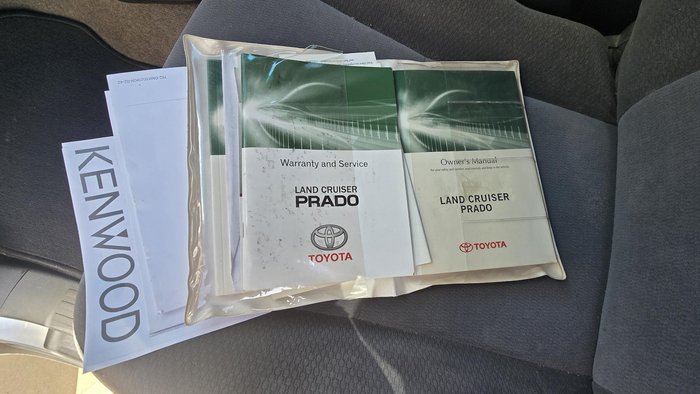 KENWOOD
Warranty and Service
LAND CRUISER
PRADO
TOYOTA
Owner's Manual
LAND CRUISER
PRADO
TOYOTA